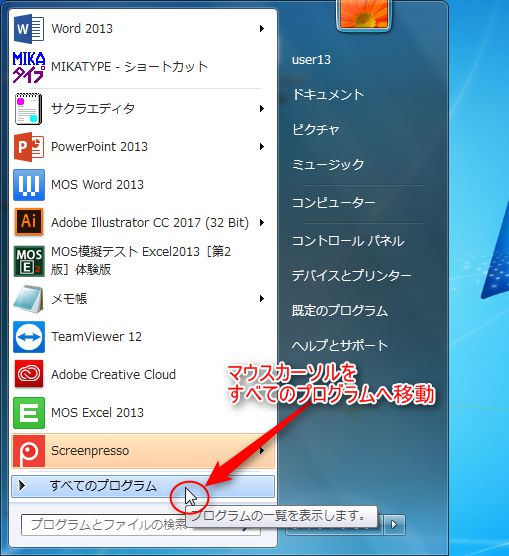 Word 2013
MIKA
タイプ
MIKATYPE - ショートカット
サクラエディタ
PowerPoint 2013
MOS Word 2013
Ai
Adobe Illustrator CC 2017 (32 Bit)
MOS
E2
MOS模擬テスト Excel2013［第2
版］体験版
メモ帳
TeamViewer 12
Adobe Creative Cloud
MOS Excel 2013
Screenpresso
すべてのプログラム
プログラムとファイルの検索
プログラムの一覧を表示します。
user13
ドキュメント
ピクチャ
ミュージック
コンピューター
コントロール パネル
デバイスとプリンター
既定のプログラム
ヘルプとサポート
マウスカーソルを
すべてのプログラムへ移動